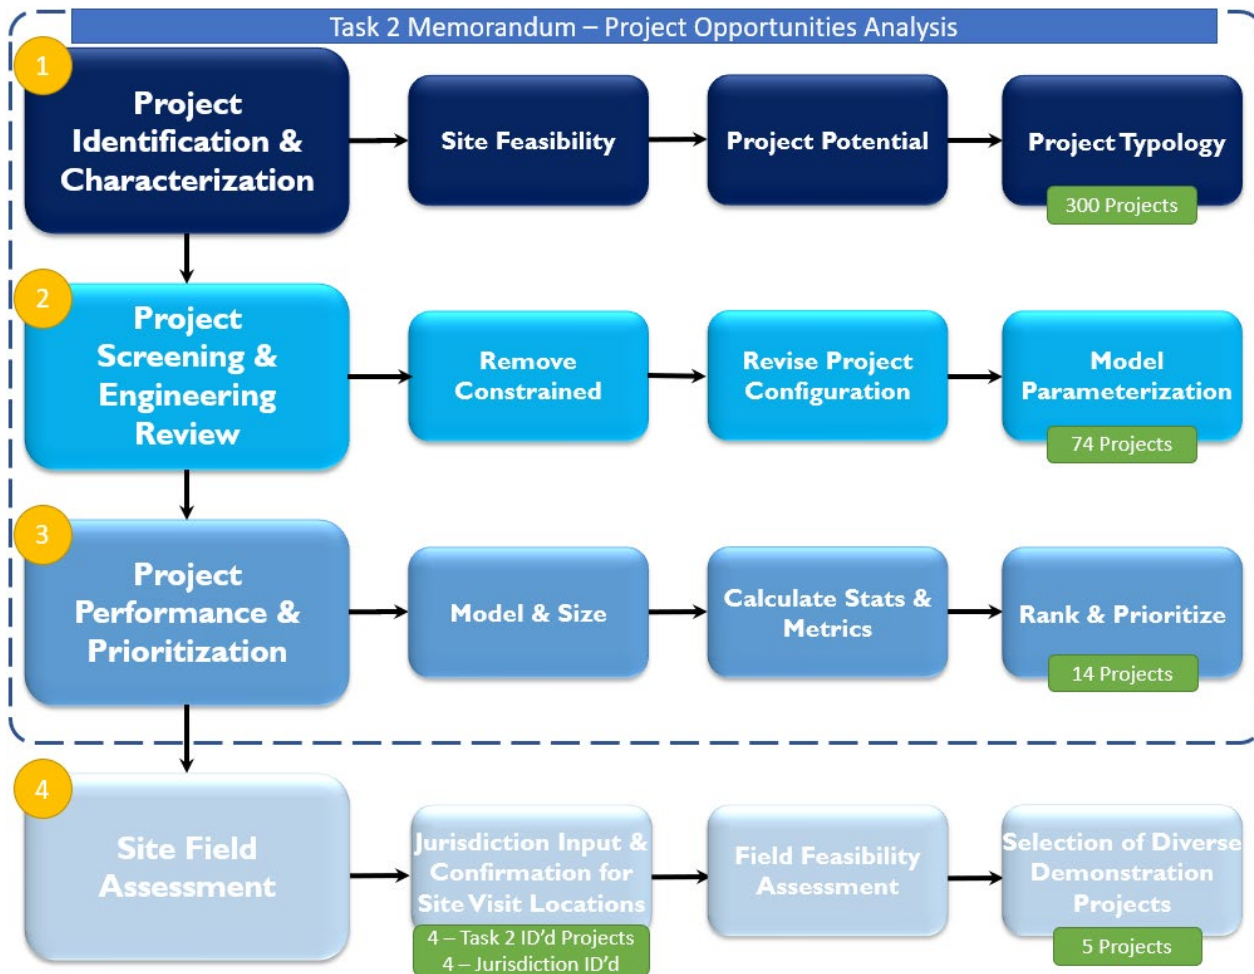 Task 2 Memorandum – Project Opportunities Analysis
1
Project
Identification &
Characterization
Site Feasibility
Project Potential
Project Typology
300 Projects
2
Project
Screening &
Engineering
Review
Remove
Constrained
Revise Project
Configuration
Model
Parameterization
74 Projects
3
Project
Performance &
Prioritization
Model & Size
Calculate Stats &
Metrics
Rank & Prioritize
14 Projects
4
Site Field
Assessment
Jurisdiction Input &
Confirmation for
Site Visit Locations
4 – Task 2 ID’d Projects
4 – Jurisdiction ID’d
Field Feasibility
Assessment
Selection of Diverse
Demonstration
Projects
5 Projects